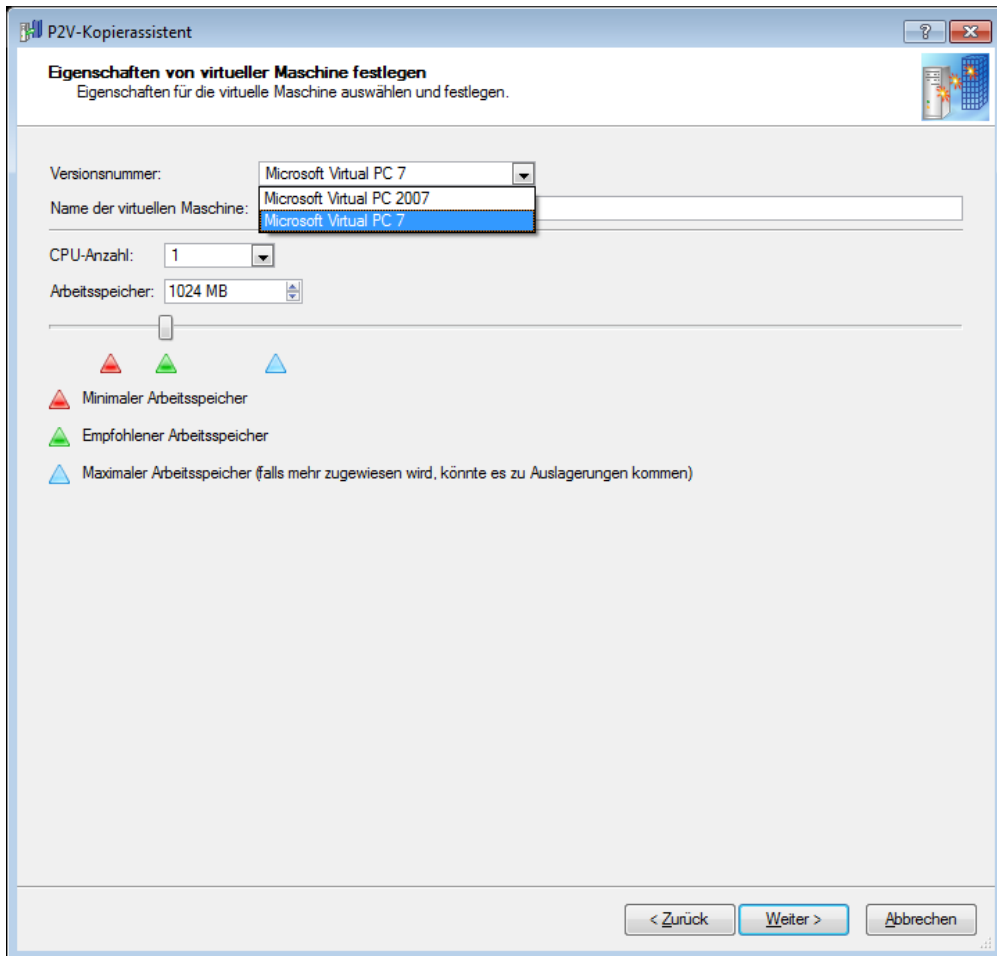 P2V-Kopierassistent
Eigenschaften von virtueller Maschine festlegen
Eigenschaften für die virtuelle Maschine auswählen und festlegen.
Versionsnummer: Microsoft Virtual PC 7
Microsoft Virtual PC 2007
Name der virtuellen Maschine:
Microsoft Virtual PC 7
CPU-Anzahl: 1
Arbeitsspeicher: 1024 MB
Minimaler Arbeitsspeicher
Empfohlener Arbeitsspeicher
Maximaler Arbeitsspeicher (falls mehr zugewiesen wird, könnte es zu Auslagerungen kommen)
< Zurück Weiter > Abbrechen